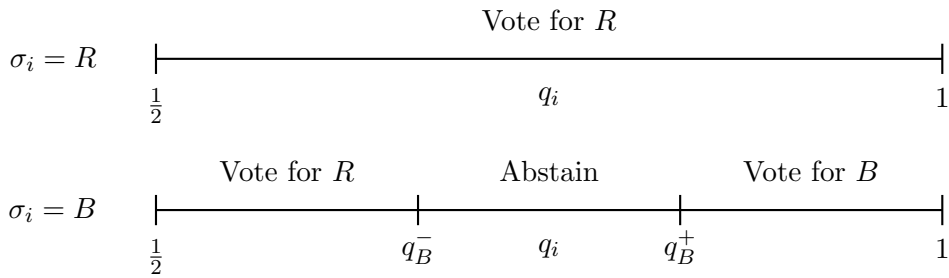 Vote for R
σ_i = R
1/2 q_i 1
Vote for R Abstain Vote for B
σ_i = B
1/2 q_B^- q_i q_B^+ 1